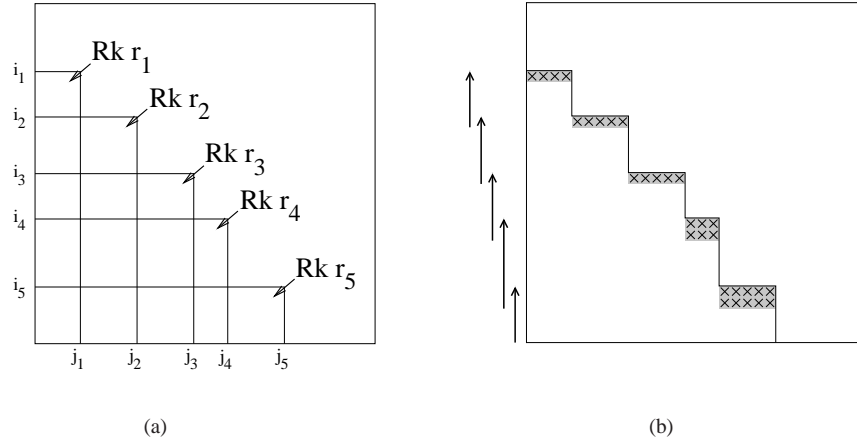 Rk r1
i1
Rk r2
i2
Rk r3
i3
Rk r4
i4
Rk r5
i5
j1 j2 j3 j4 j5
(a) (b)